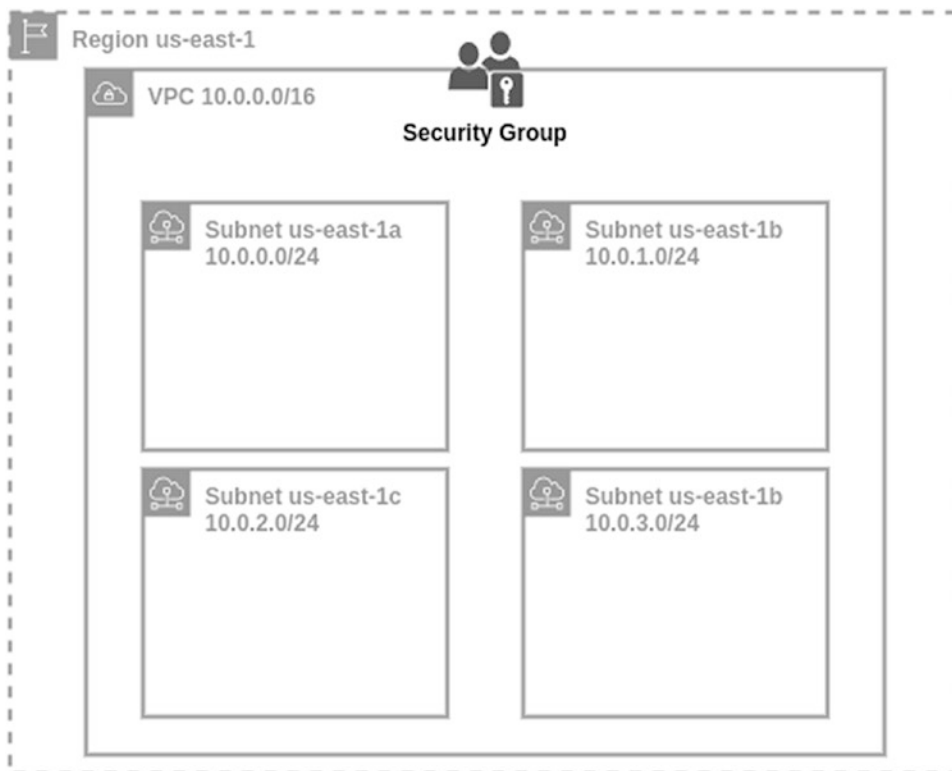 Region us-east-1
VPC 10.0.0.0/16
Security Group
Subnet us-east-1a
10.0.0.0/24
Subnet us-east-1b
10.0.1.0/24
Subnet us-east-1c
10.0.2.0/24
Subnet us-east-1b
10.0.3.0/24